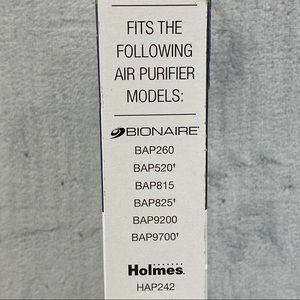 FITS THE
FOLLOWING
AIR PURIFIER
MODELS:
BIONAIRE
BAP260
BAP520†
BAP815
BAP825†
BAP9200
BAP9700†
Holmes
HAP242